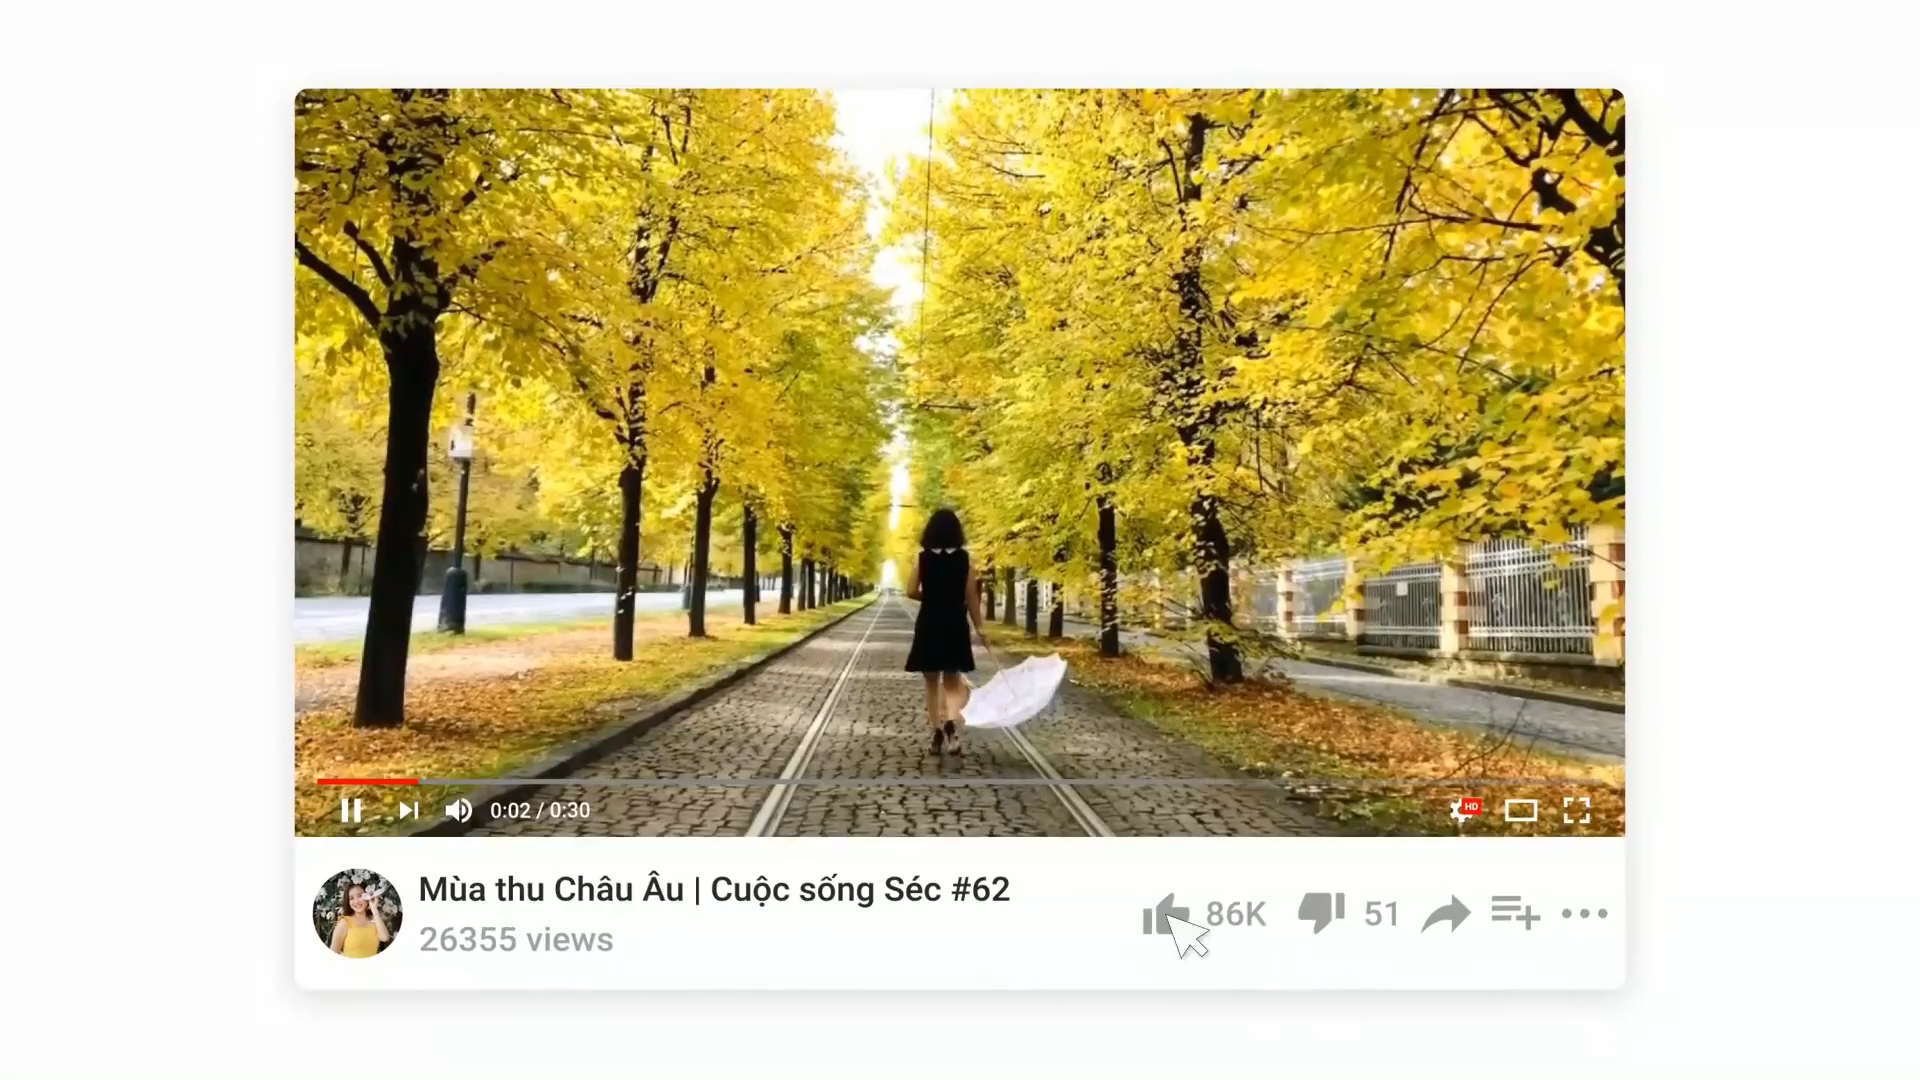 0:02 / 0:30
HD
Mùa thu Châu Âu | Cuộc sống Séc #62
26355 views
86K
51